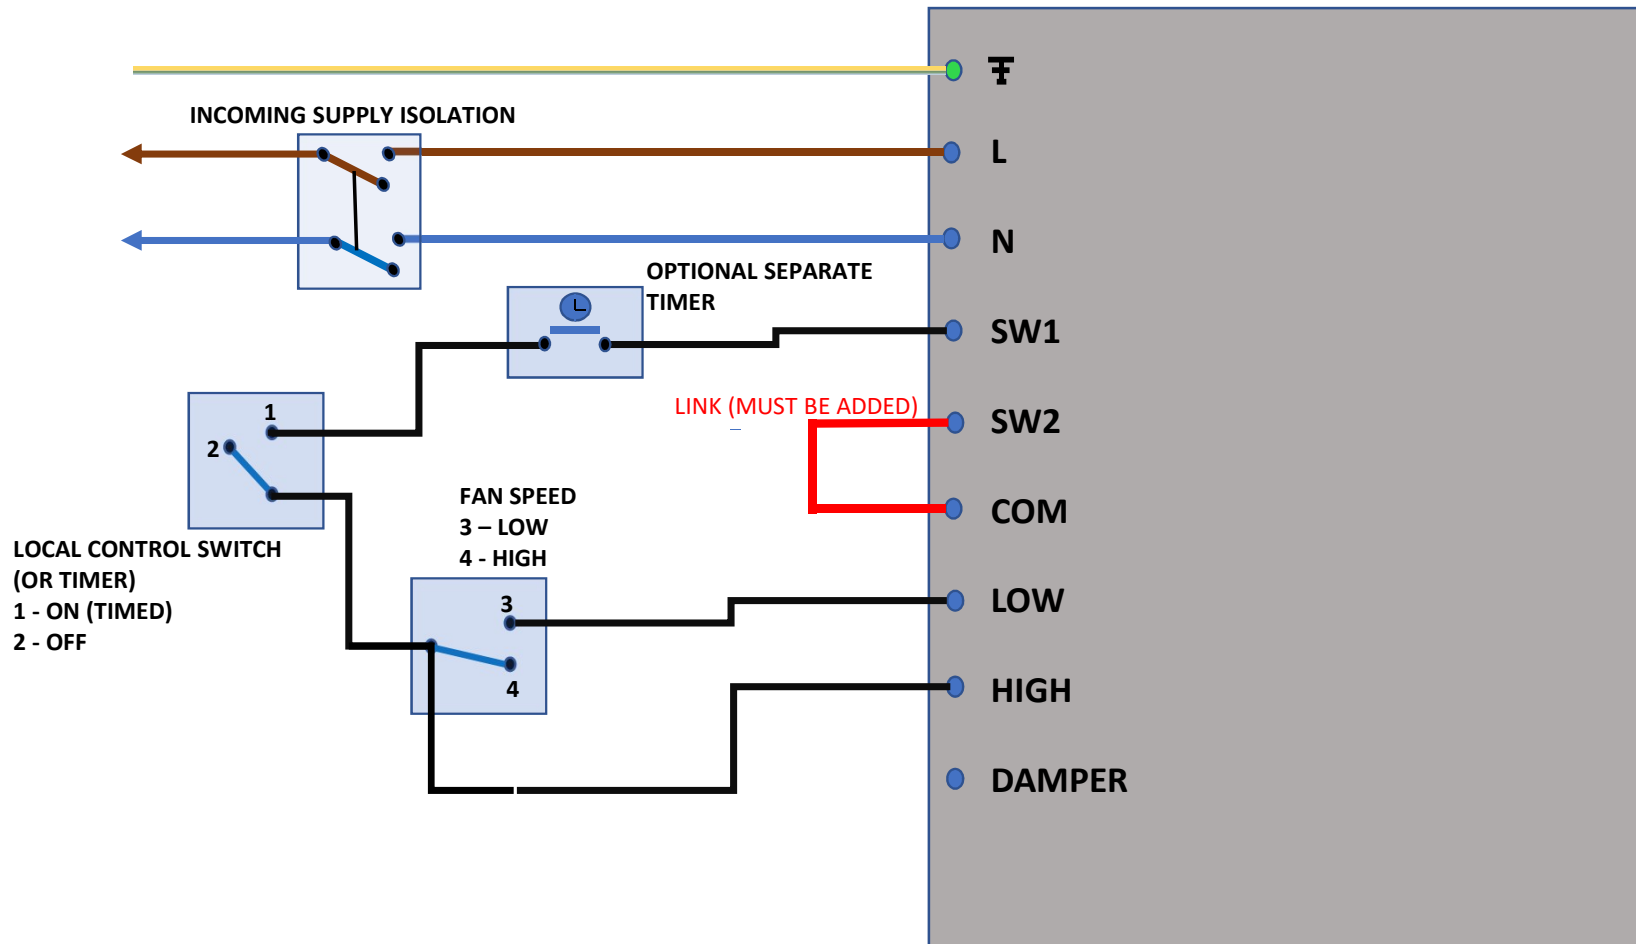 INCOMING SUPPLY ISOLATION
L
N
OPTIONAL SEPARATE
TIMER
SW1
1
2
LINK (MUST BE ADDED)
SW2
FAN SPEED
3 – LOW
4 - HIGH
COM
LOCAL CONTROL SWITCH
(OR TIMER)
1 - ON (TIMED)
2 - OFF
3
4
LOW
HIGH
DAMPER